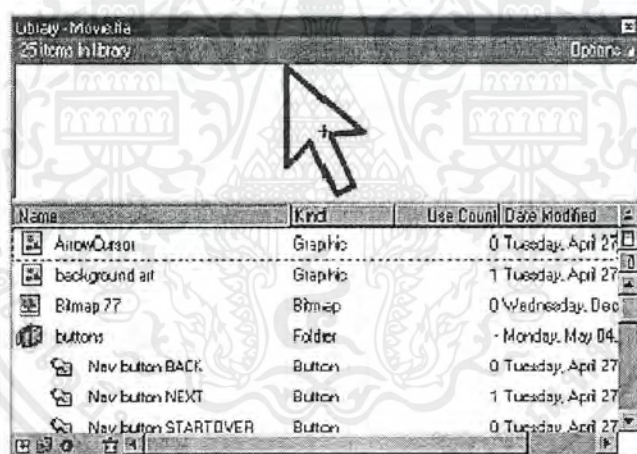 Library - Movie.fla
25 items in library Options
Name Kind Use Count Date Modified
ArrowCursor Graphic 0 Tuesday, April 27
background art Graphic 1 Tuesday, April 27
Bitmap 77 Bitmap 0 Wednesday, Dec
buttons Folder - Monday, May 04,
Nav button BACK Button 0 Tuesday, April 27
Nav button NEXT Button 1 Tuesday, April 27
Nav button STARTOVER Button 0 Tuesday, April 27